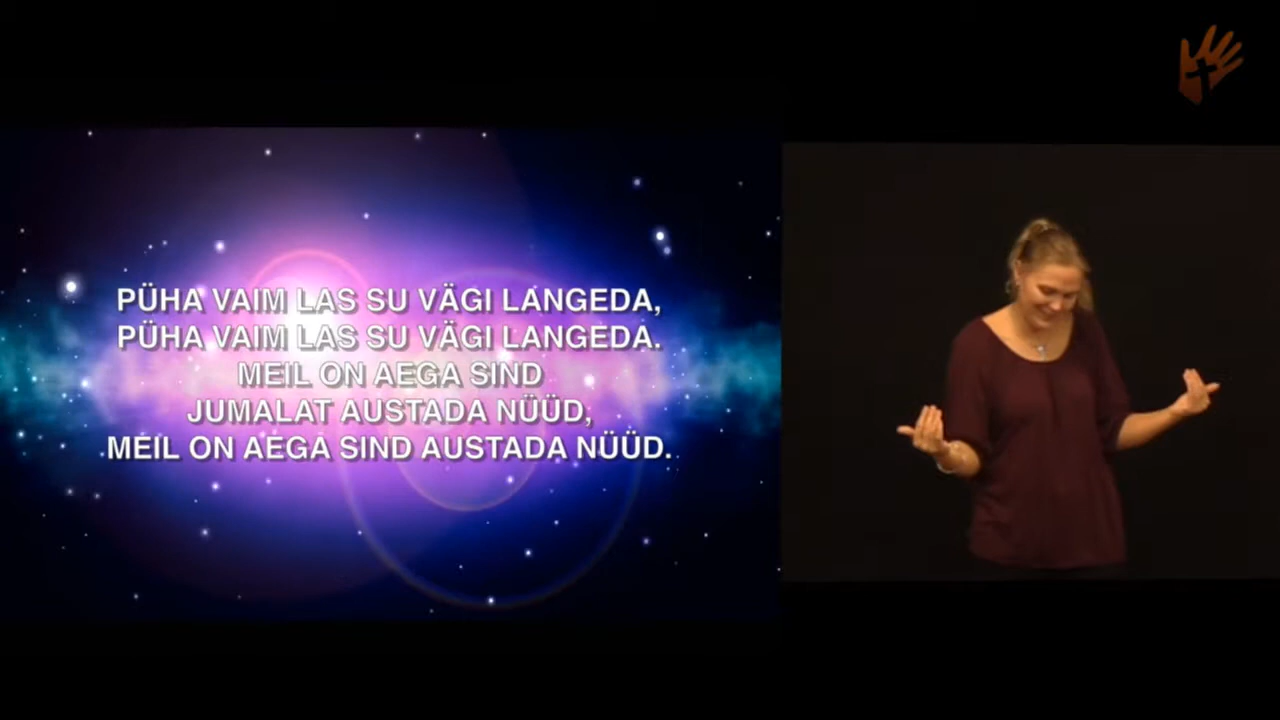 PÜHA VAIM LAS SU VÄGI LANGEDA,
PÜHA VAIM LAS SU VÄGI LANGEDA.
MEIL ON AEGA SIND
JUMALAT AUSTADA NÜÜD,
MEIL ON AEGA SIND AUSTADA NÜÜD.